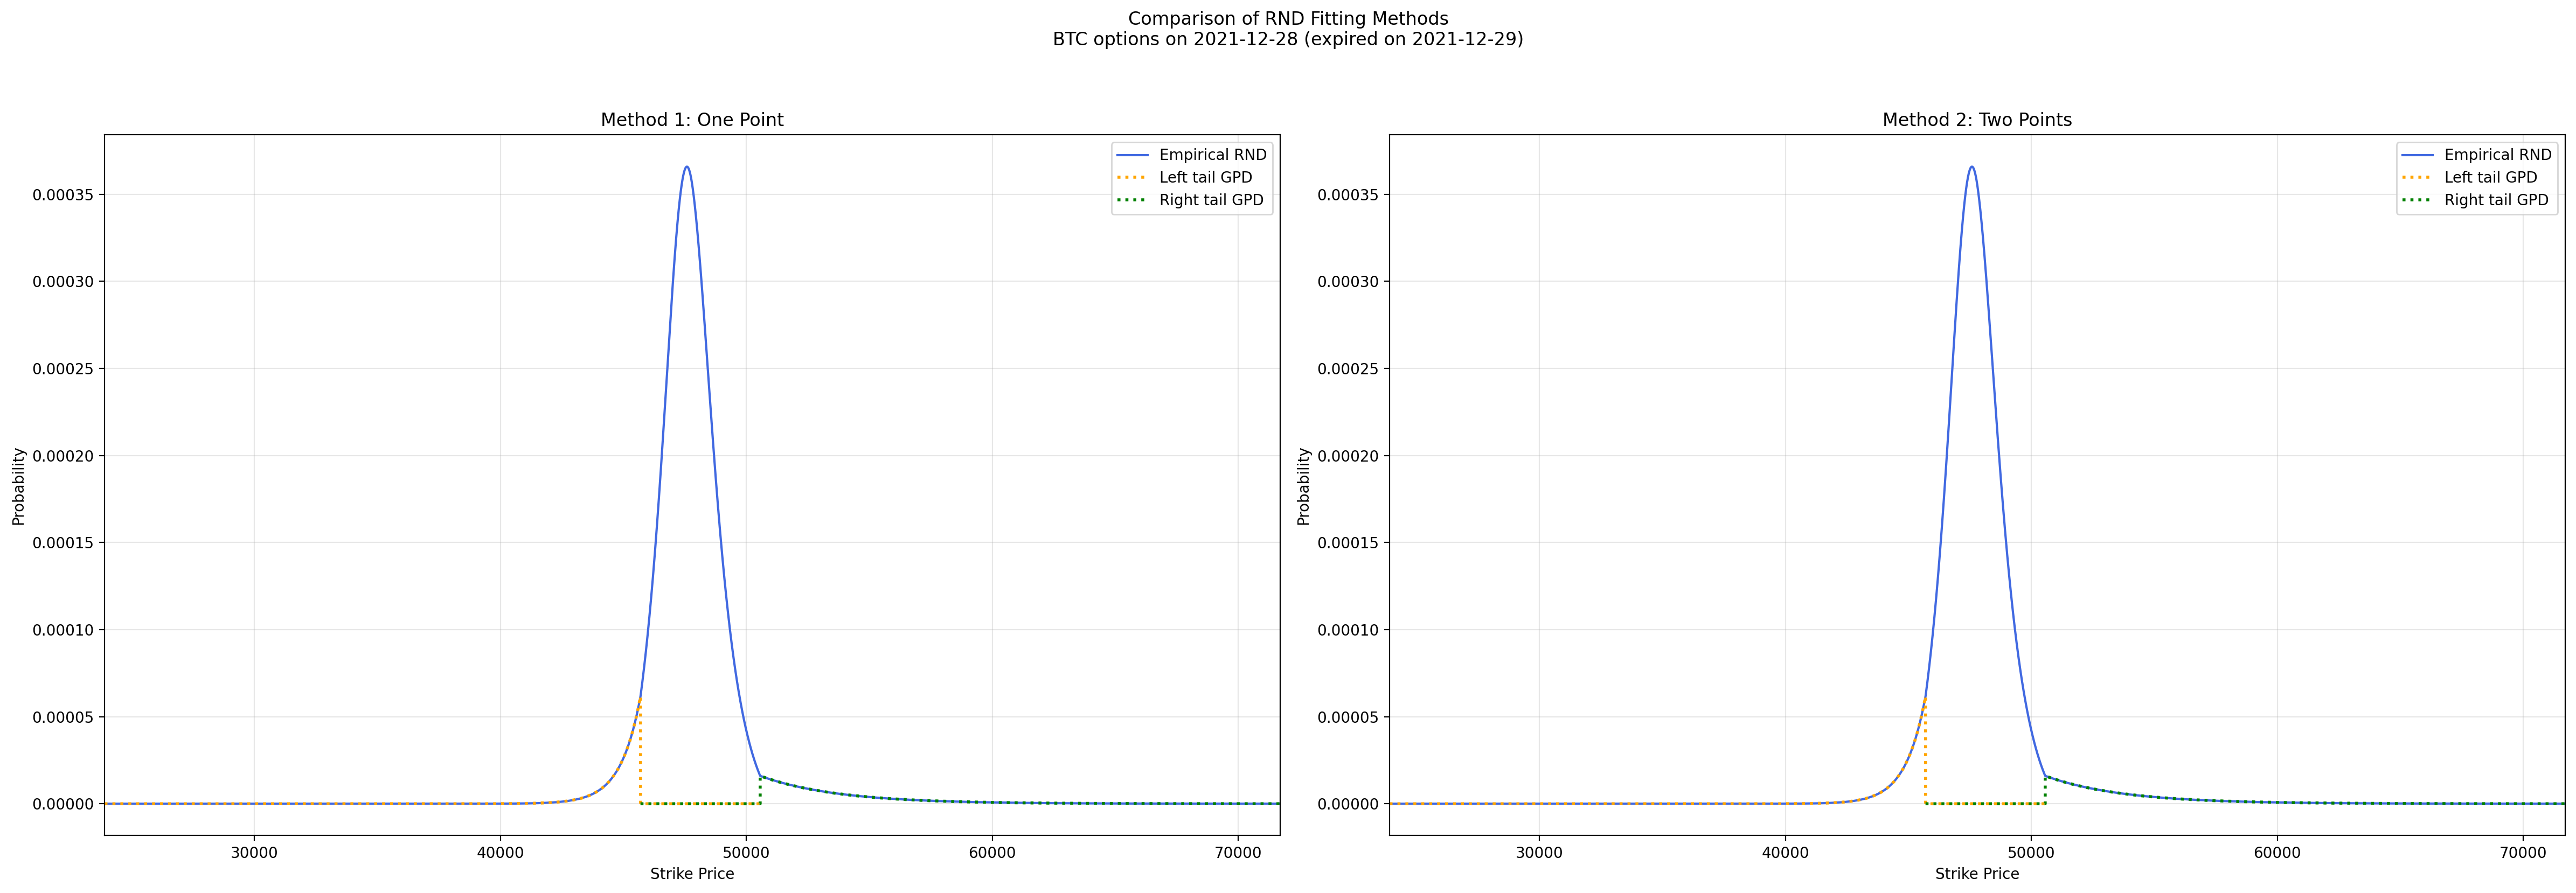 Comparison of RND Fitting Methods
BTC options on 2021-12-28 (expired on 2021-12-29)
Method 1: One Point
Empirical RND
Left tail GPD
Right tail GPD
0.00035
0.00030
0.00025
0.00020
0.00015
0.00010
0.00005
0.00000
Probability
30000 40000 50000 60000 70000
Strike Price
Method 2: Two Points
Empirical RND
Left tail GPD
Right tail GPD
0.00035
0.00030
0.00025
0.00020
0.00015
0.00010
0.00005
0.00000
Probability
30000 40000 50000 60000 70000
Strike Price